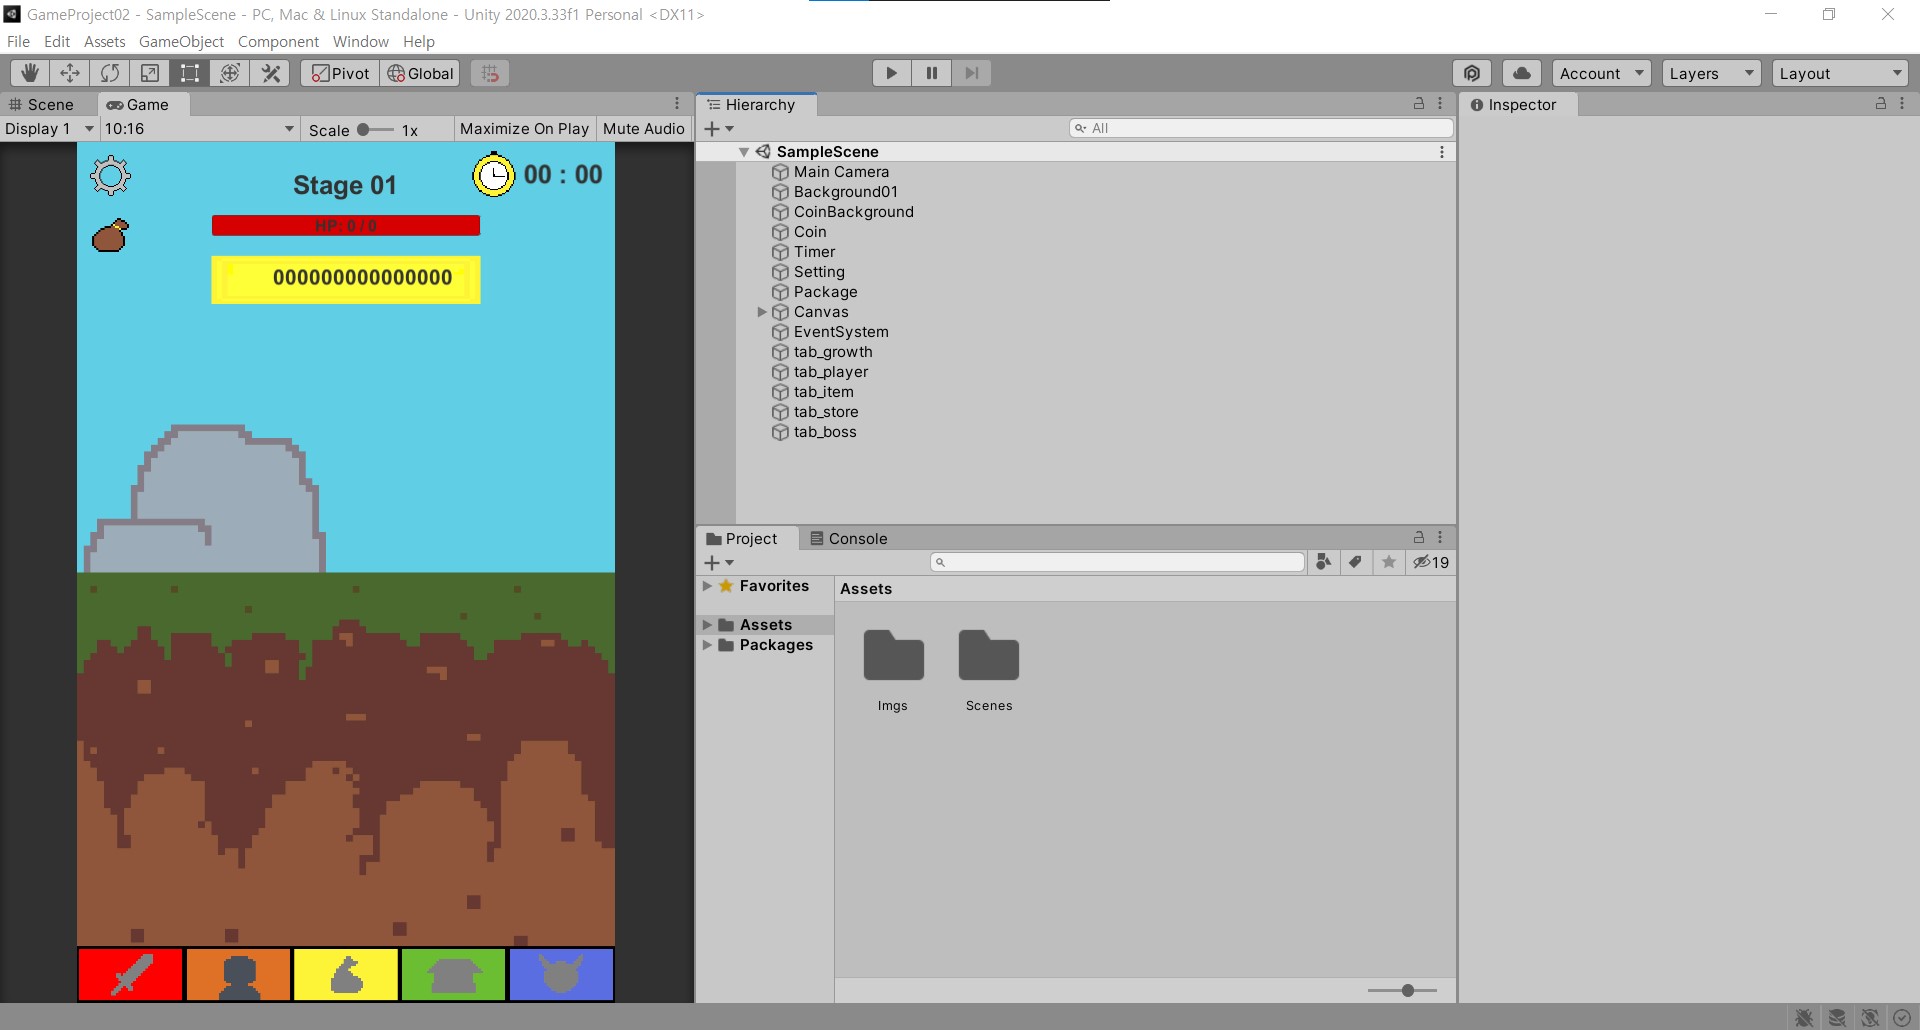 GameProject02 - SampleScene - PC, Mac & Linux Standalone - Unity 2020.3.33f1 Personal <DX11>
File Edit Assets GameObject Component Window Help
Pivot Global Account Layers Layout
Scene Game
Display 1 10:16 Scale 1x Maximize On Play Mute Audio
Stage 01
00 : 00
HP: 0 / 0
000000000000000
Hierarchy
All
SampleScene
Main Camera
Background01
CoinBackground
Coin
Timer
Setting
Package
Canvas
EventSystem
tab_growth
tab_player
tab_item
tab_store
tab_boss
Project Console
19
Favorites
Assets
Packages
Assets
Imgs Scenes
Inspector